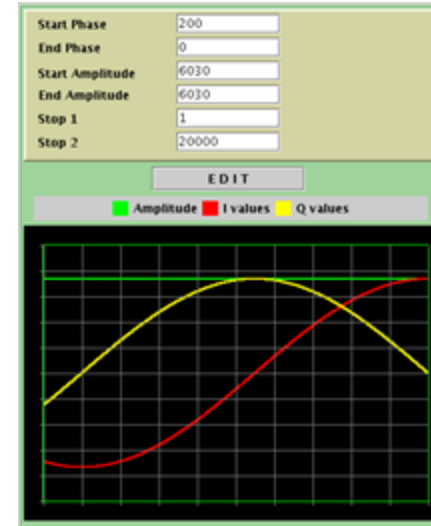 Start Phase 200
End Phase 0
Start Amplitude 6030
End Amplitude 6030
Stop 1 1
Stop 2 20000
E D I T
Amplitude I values Q values